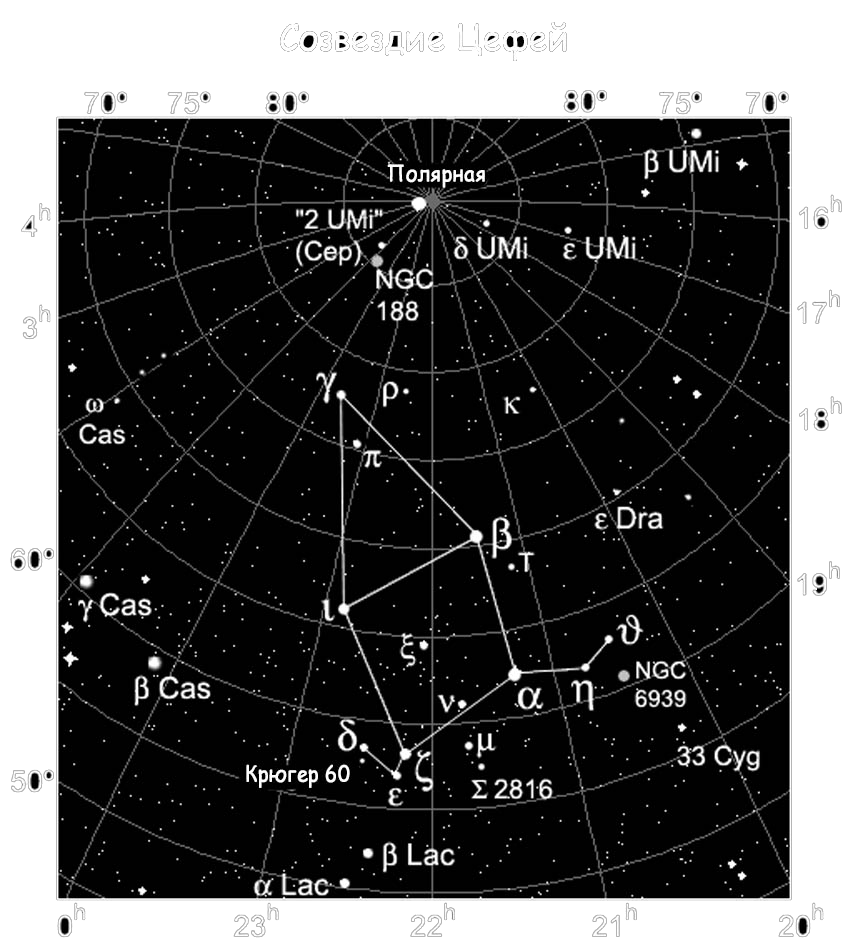 Созвездие Цефей
70° 75° 80° 80° 75° 70°
β UMi
Полярная
"2 UMi"
(Cep)
δ UMi
ε UMi
4h
16h
NGC
188
3h
17h
γ
ρ
κ
ω
Cas
18h
π
ε Dra
β
τ
60°
19h
γ Cas
ι
ϑ
ξ
NGC
6939
β Cas
α
η
ν
δ
μ
33 Cyg
ζ
Крюгер 60
ε
Σ 2816
50°
β Lac
α Lac
0h 23h 22h 21h 20h